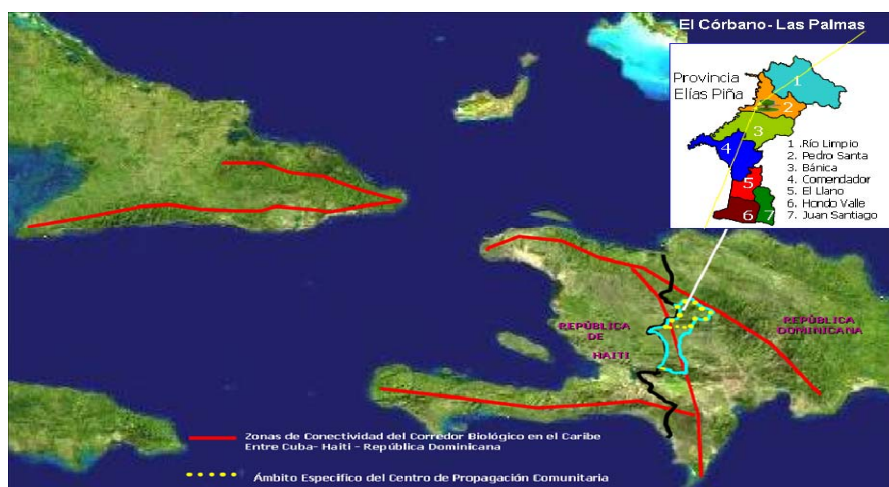 El Córbano- Las Palmas
Provincia
Elías Piña
1
2
3
4
5
6
7
1 .Río Limpio
2. Pedro Santa
3. Bánica
4. Comendador
5. El Llano
6. Hondo Valle
7. Juan Santiago
REPÚBLICA
DE
HAITI
REPÚBLICA
DOMINICANA
Zonas de Conectividad del Corredor Biológico en el Caribe
Entre Cuba- Haiti - República Dominicana
Ámbito Especifico del Centro de Propagación Comunitaria